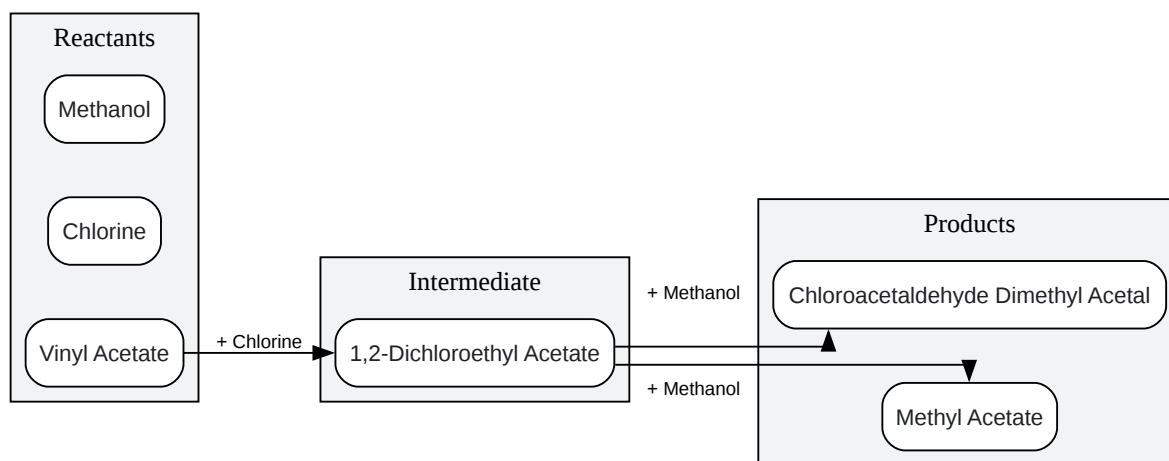 Reactants
Methanol
Chlorine
Vinyl Acetate
+ Chlorine
Intermediate
1,2-Dichloroethyl Acetate
+ Methanol
+ Methanol
Products
Chloroacetaldehyde Dimethyl Acetal
Methyl Acetate